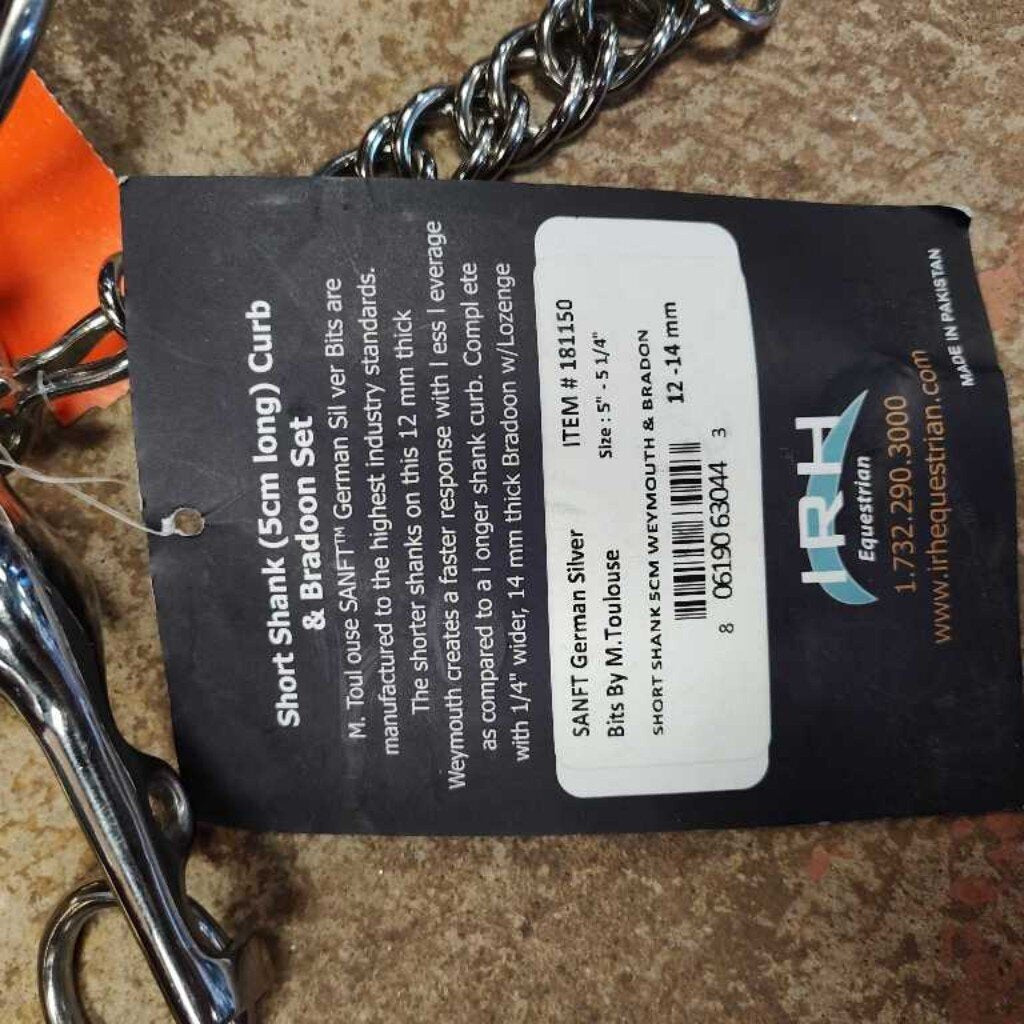 Short Shank (5cm long) Curb
& Bradoon Set
M. Toul ouse SANFT™ German Sil ver Bits are
manufactured to the highest industry standards.
The shorter shanks on this 12 mm thick
Weymouth creates a faster response with l ess l everage
as compared to a l onger shank curb. Compl ete
with 1/4" wider, 14 mm thick Bradoon w/Lozenge
SANFT German Silver ITEM # 181150
Bits By M.Toulouse Size : 5" - 5 1/4"
SHORT SHANK 5CM WEYMOUTH & BRADON
12 -14 mm
8 06190 63044 3
IRH
Equestrian
1.732.290.3000
www.irhequestrian.com
MADE IN PAKISTAN